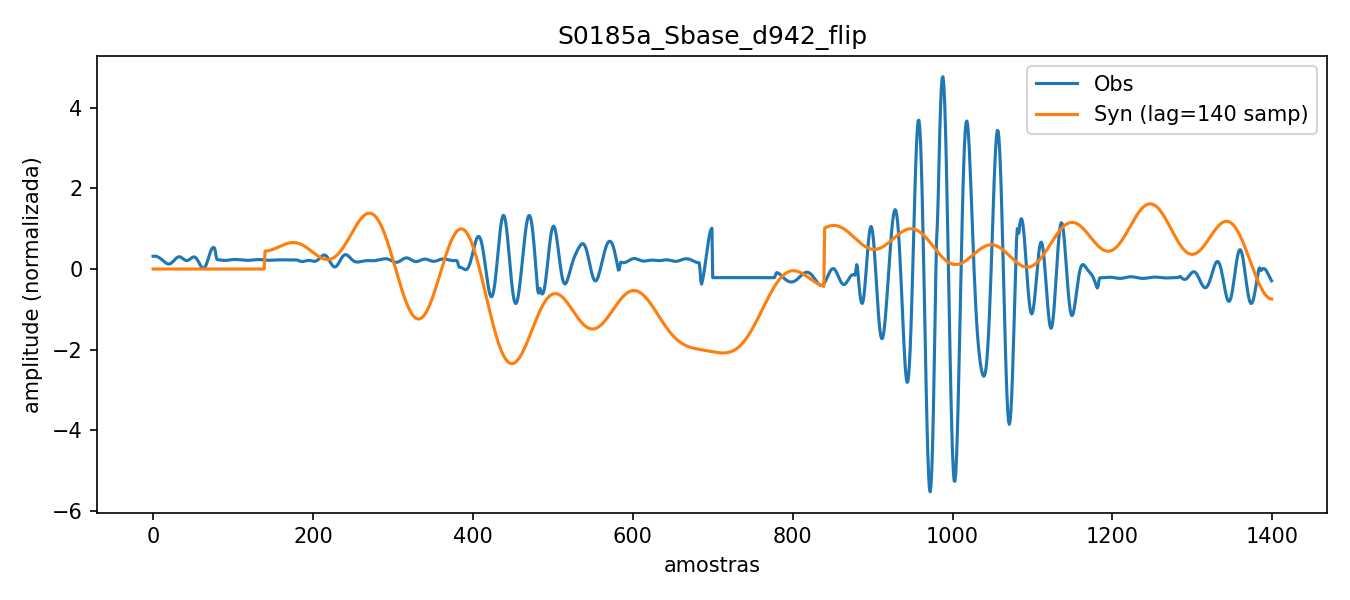 S0185a_Sbase_d942_flip
Obs
Syn (lag=140 samp)
amplitude (normalizada)
4
2
0
−2
−4
−6
0
200
400
600
800
1000
1200
1400
amostras